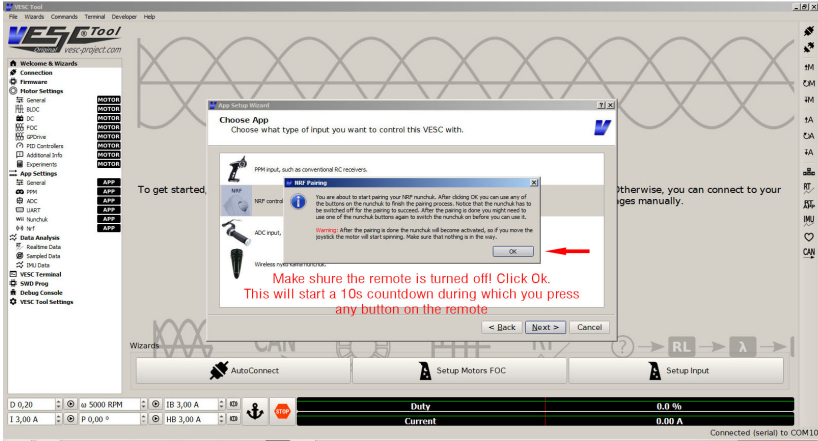 VESC Tool
File Wizards Commands Terminal Developer Help
VESC ® Tool
Original vesc-project.com
Welcome & Wizards
Connection
Firmware
Motor Settings
General MOTOR
BLDC MOTOR
DC MOTOR
FOC MOTOR
GPDrive MOTOR
PID Controllers MOTOR
Additional Info MOTOR
Experiments MOTOR
App Settings
General APP
PPM APP
ADC APP
UART APP
Wii Nunchuk APP
Nrf APP
Data Analysis
Realtime Data
Sampled Data
IMU Data
VESC Terminal
SWD Prog
Debug Console
VESC Tool Settings
To get started,
Otherwise, you can connect to your
ages manually.
App Setup Wizard
Choose App
Choose what type of input you want to control this VESC with.
PPM input, such as conventional RC receivers.
NRF
NRF control
ADC input,
NRF Pairing
You are about to start pairing your NRF nunchuk. After clicking OK you can use any of
the buttons on the nunchuk to finish the pairing process. Notice that the nunchuk has to
be switched off for the pairing to succeed. After the pairing is done you might need to
use one of the nunchuk buttons again to switch the nunchuk on before you can use it.
Warning: After the pairing is done the nunchuk will become activated, so if you move the
joystick the motor will start spinning. Make sure that nothing is in the way.
OK
Make shure the remote is turned off! Click Ok.
This will start a 10s countdown during which you press
any button on the remote
< Back Next > Cancel
Wizards
CAN
RL
λ
AutoConnect Setup Motors FOC Setup Input
D 0,20 ω 5000 RPM IB 3,00 A KB
I 3,00 A P 0,00 ° HB 3,00 A KB
STOP
Duty 0.0 %
Current 0.00 A
Connected (serial) to COM10
M
M
M
A
A
A
RT
RT
APP
IMU
CAN